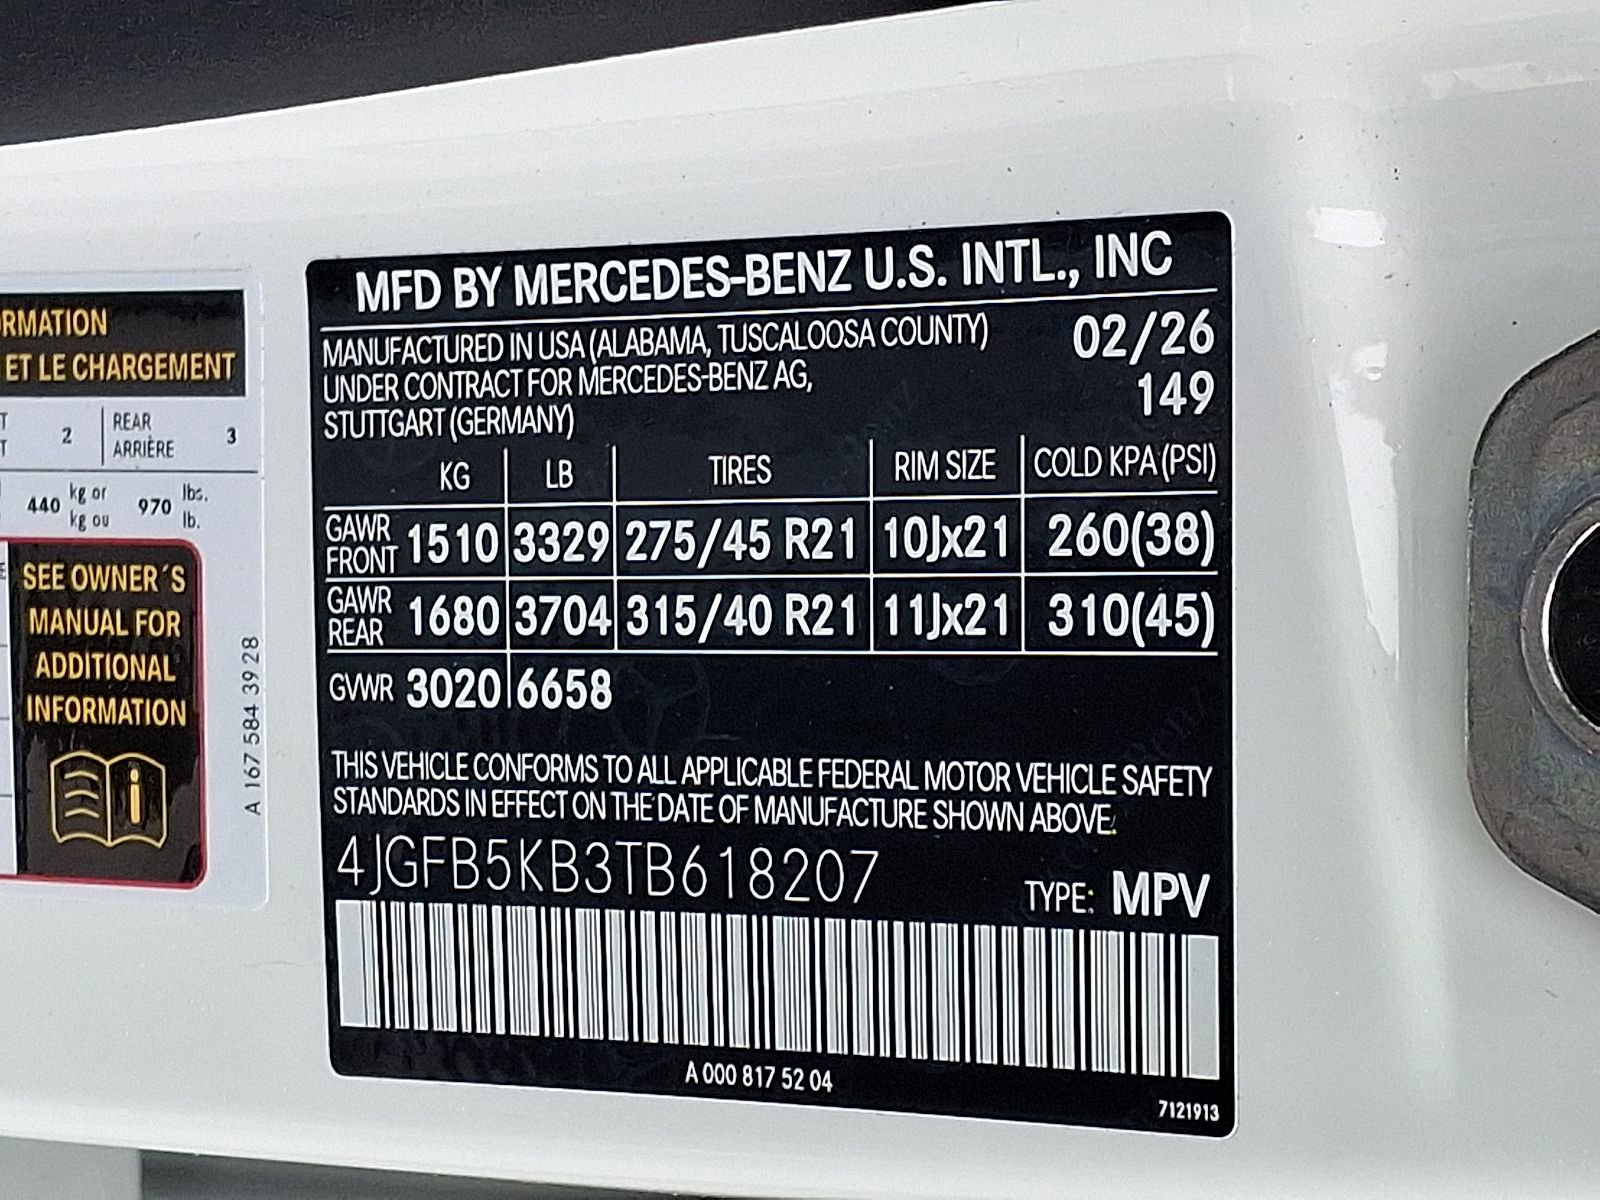 RMATION
ET LE CHARGEMENT
2 REAR 3
ARRIÈRE
440 kg or 970 lbs.
kg ou lb.
SEE OWNER´S
MANUAL FOR
ADDITIONAL
INFORMATION
i
A 167 584 39 28
MFD BY MERCEDES-BENZ U.S. INTL., INC
MANUFACTURED IN USA (ALABAMA, TUSCALOOSA COUNTY) 02/26
UNDER CONTRACT FOR MERCEDES-BENZ AG, 149
STUTTGART (GERMANY)
KG LB TIRES RIM SIZE COLD KPA (PSI)
GAWR FRONT 1510 3329 275/45 R21 10Jx21 260(38)
GAWR REAR 1680 3704 315/40 R21 11Jx21 310(45)
GVWR 3020 6658
THIS VEHICLE CONFORMS TO ALL APPLICABLE FEDERAL MOTOR VEHICLE SAFETY
STANDARDS IN EFFECT ON THE DATE OF MANUFACTURE SHOWN ABOVE.
4JGFB5KB3TB618207
TYPE: MPV
A 000 817 52 04
7121913